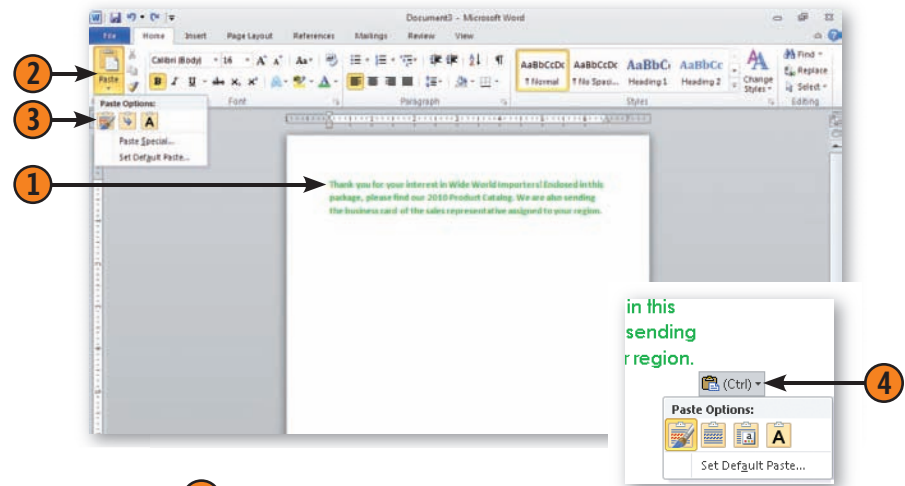 Document3 - Microsoft Word
File Home Insert Page Layout References Mailings Review View
Paste
Calibri (Body) 16 A A Aa
B I U abc X₂ X² A A
¶
AaBbCcDc AaBbCcDc AaBbC AaBbCc
¶ Normal ¶ No Spaci... Heading 1 Heading 2
Change
Styles
Find
Replace
Select
Font Paragraph Styles Editing
2
Paste Options:
A
Paste Special...
Set Default Paste...
3
1
Thank you for your interest in Wide World Importers! Enclosed in this
package, please find our 2010 Product Catalog. We are also sending
the business card of the sales representative assigned to your region.
in this
sending
r region.
(Ctrl)
4
Paste Options:
a A
Set Default Paste...